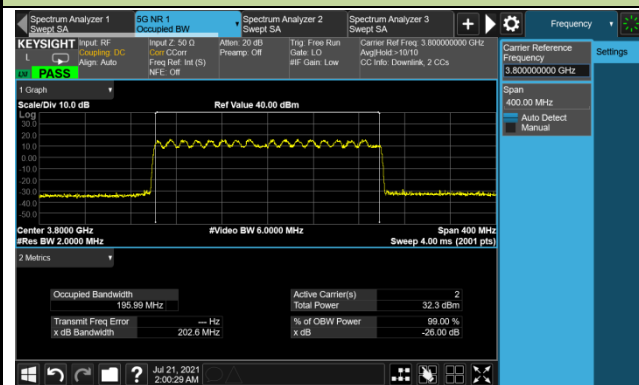 Spectrum Analyzer 1
Swept SA
5G NR 1
Occupied BW
Spectrum Analyzer 2
Swept SA
Spectrum Analyzer 3
Swept SA
Frequency
KEYSIGHT
L
LNI PASS
Input: RF
Coupling: DC
Align: Auto
Input Z: 50 Ω
Corr CCorr
Freq Ref: Int (S)
NFE: Off
Atten: 20 dB
Preamp: Off
Trig: Free Run
Gate: LO
#IF Gain: Low
Carrier Ref Freq: 3.800000000 GHz
Avg|Hold:>10/10
CC Info: Downlink, 2 CCs
Carrier Reference
Frequency
3.800000000 GHz
Span
400.00 MHz
Auto Detect
Manual
Settings
1 Graph
Scale/Div 10.0 dB
Ref Value 40.00 dBm
Log
30.0
20.0
10.0
0.00
-10.0
-20.0
-30.0
-40.0
-50.0
Center 3.8000 GHz
#Video BW 6.0000 MHz
Span 400 MHz
#Res BW 2.0000 MHz
Sweep 4.00 ms (2001 pts)
2 Metrics
Occupied Bandwidth
195.99 MHz
Active Carrier(s) 2
Total Power 32.3 dBm
Transmit Freq Error --- Hz
x dB Bandwidth 202.6 MHz
% of OBW Power 99.00 %
x dB -26.00 dB
?
Jul 21, 2021
2:00:29 AM